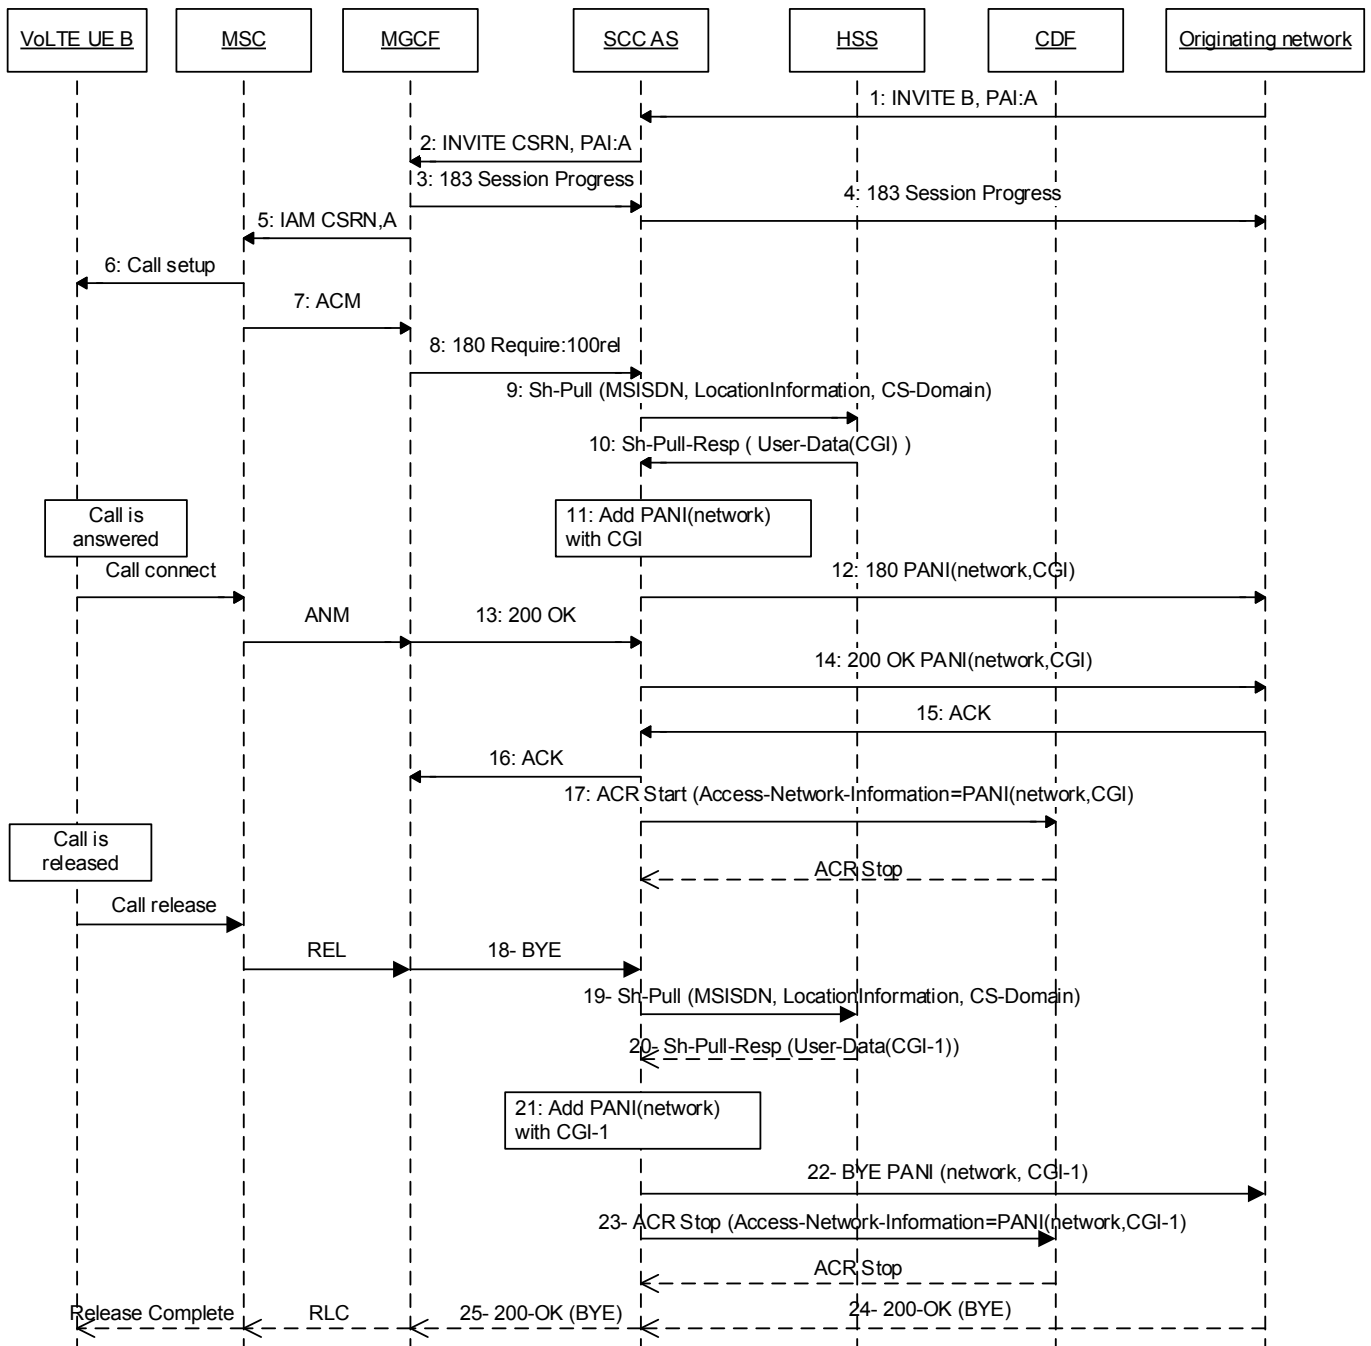 VoLTE UE B
MSC
MGCF
SCC AS
HSS
CDF
Originating network
1: INVITE B, PAI:A
2: INVITE CSRN, PAI:A
3: 183 Session Progress
4: 183 Session Progress
5: IAM CSRN,A
6: Call setup
7: ACM
8: 180 Require:100rel
9: Sh-Pull (MSISDN, LocationInformation, CS-Domain)
10: Sh-Pull-Resp ( User-Data(CGI) )
Call is
answered
11: Add PANI(network)
with CGI
Call connect
12: 180 PANI(network,CGI)
ANM
13: 200 OK
14: 200 OK PANI(network,CGI)
15: ACK
16: ACK
17: ACR Start (Access-Network-Information=PANI(network,CGI)
Call is
released
ACR Stop
Call release
REL
18- BYE
19- Sh-Pull (MSISDN, LocationInformation, CS-Domain)
20- Sh-Pull-Resp (User-Data(CGI-1))
21: Add PANI(network)
with CGI-1
22- BYE PANI (network, CGI-1)
23- ACR Stop (Access-Network-Information=PANI(network,CGI-1)
ACR Stop
Release Complete
RLC
25- 200-OK (BYE)
24- 200-OK (BYE)